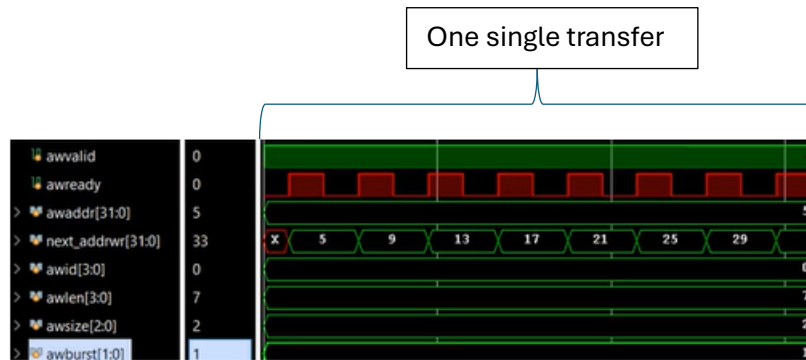 One single transfer
awvalid 0
awready 0
awaddr[31:0] 5
next_addrwr[31:0] 33 X 5 9 13 17 21 25 29
awid[3:0] 0
awlen[3:0] 7
awsize[2:0] 2
awburst[1:0] 1